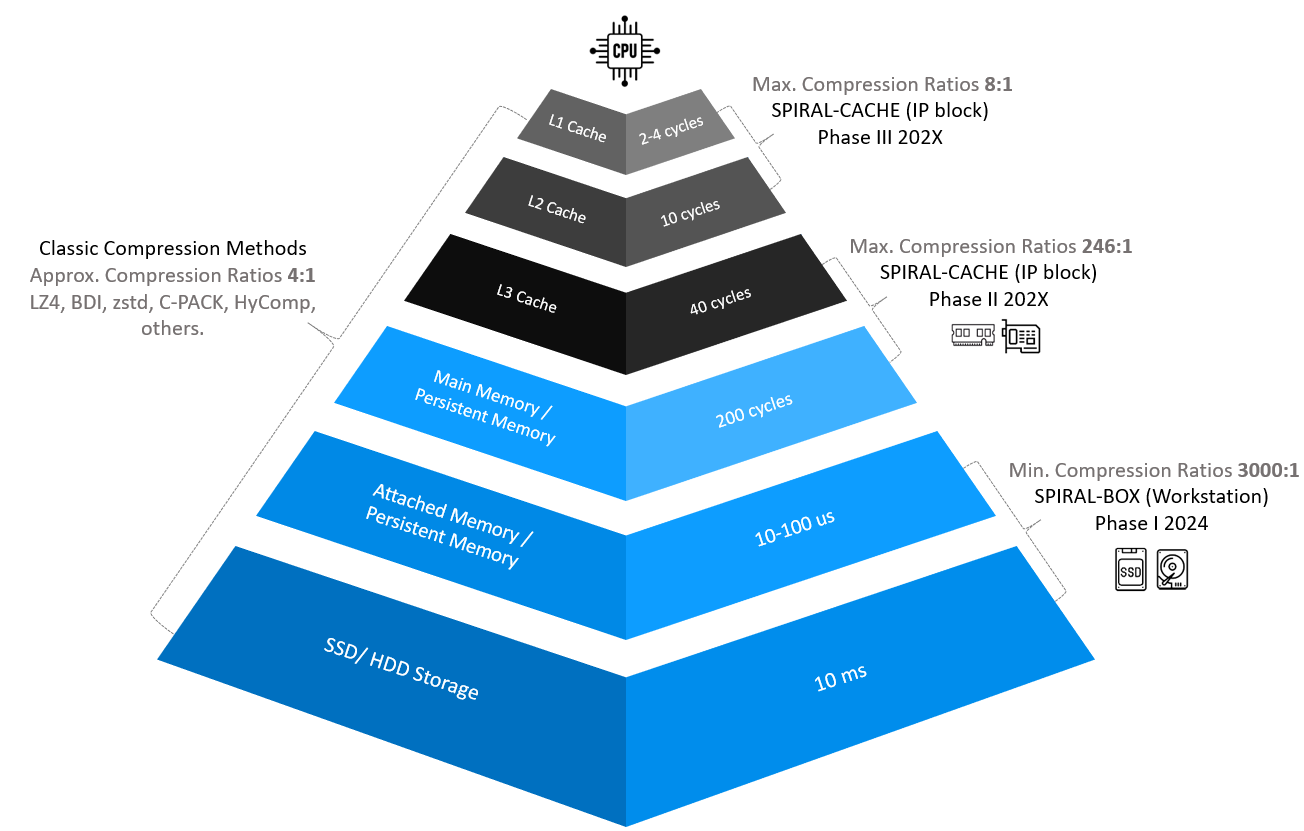 CPU
L1 Cache
2-4 cycles
Max. Compression Ratios 8:1
SPIRAL-CACHE (IP block)
Phase III 202X
L2 Cache
10 cycles
Classic Compression Methods
Approx. Compression Ratios 4:1
LZ4, BDI, zstd, C-PACK, HyComp,
others.
L3 Cache
40 cycles
Max. Compression Ratios 246:1
SPIRAL-CACHE (IP block)
Phase II 202X
Main Memory /
Persistent Memory
200 cycles
Attached Memory /
Persistent Memory
10-100 us
Min. Compression Ratios 3000:1
SPIRAL-BOX (Workstation)
Phase I 2024
SSD
SSD/ HDD Storage
10 ms